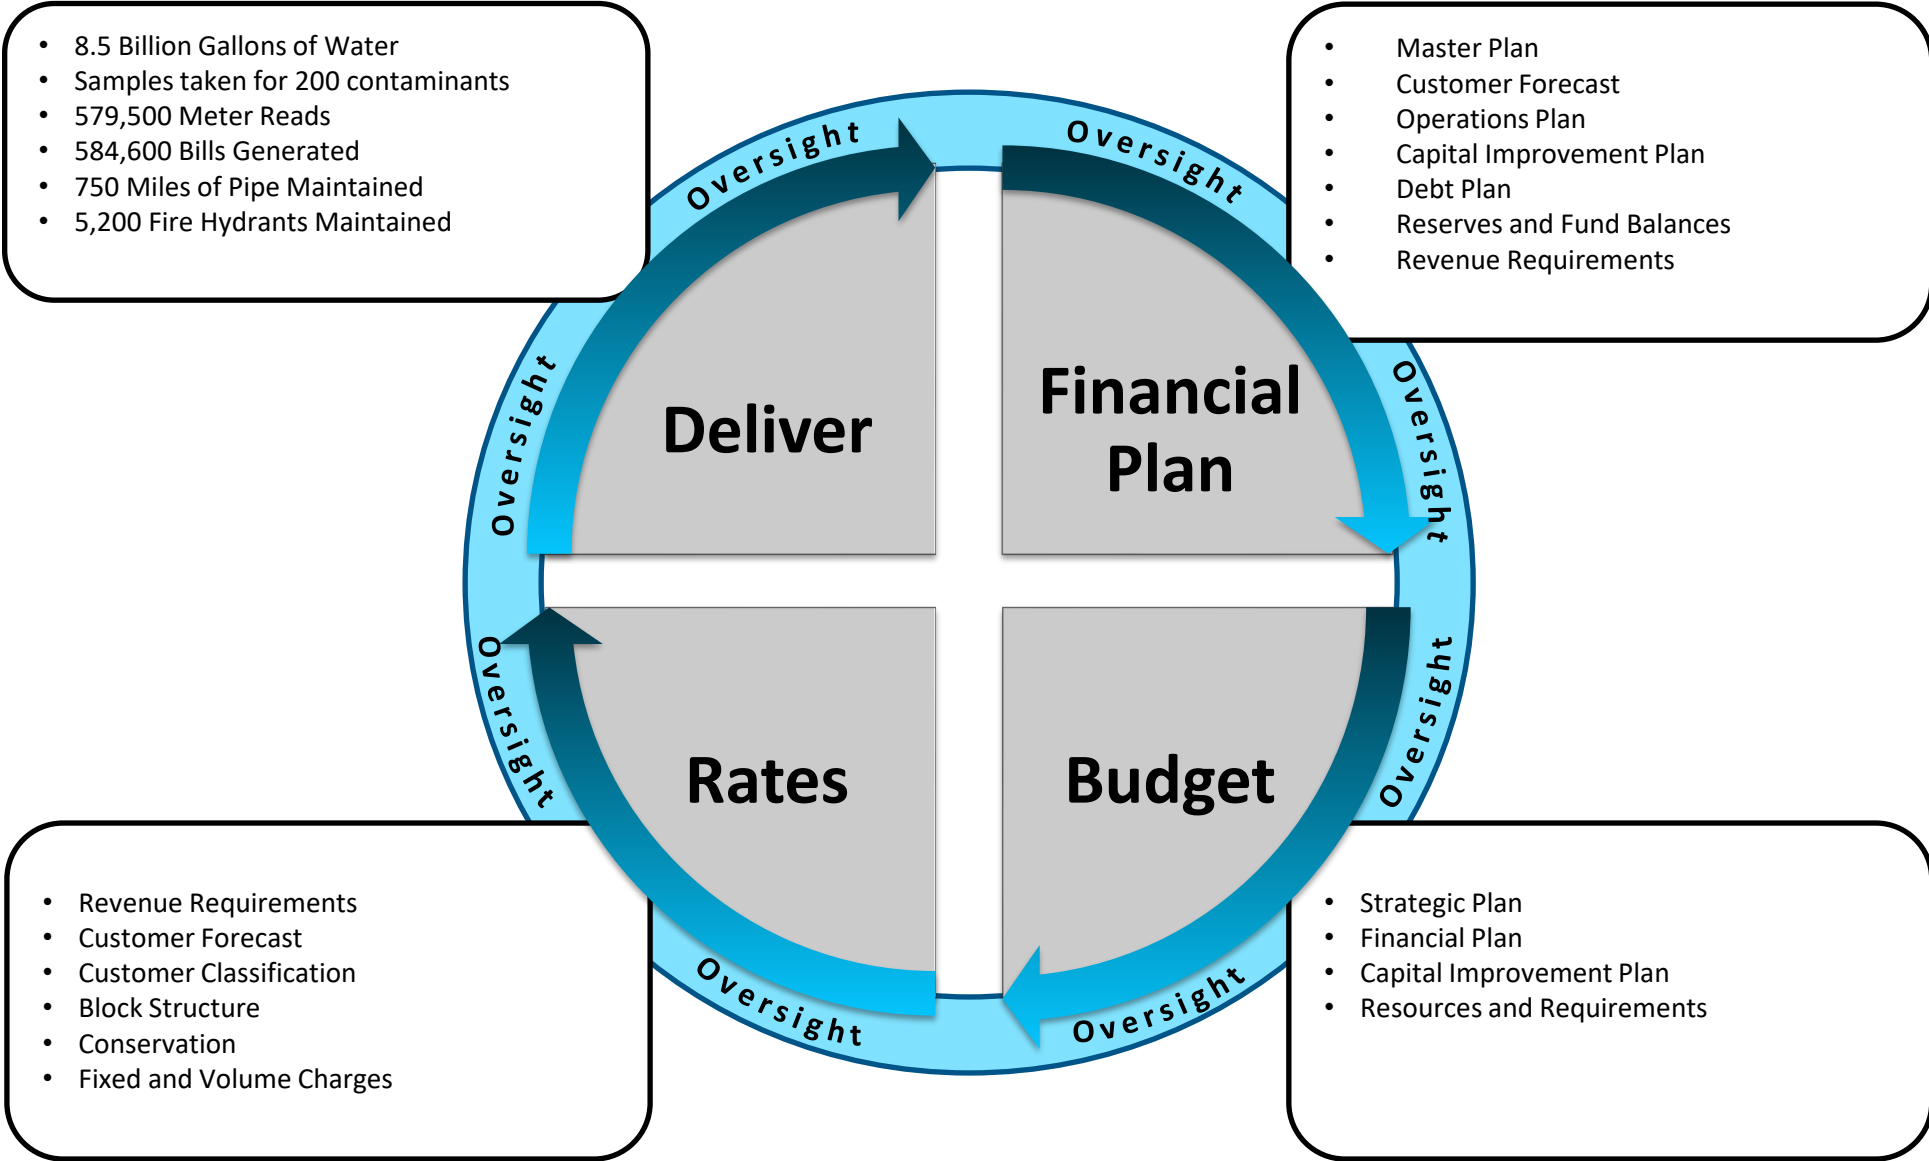 • 8.5 Billion Gallons of Water
• Samples taken for 200 contaminants
• 579,500 Meter Reads
• 584,600 Bills Generated
• 750 Miles of Pipe Maintained
• 5,200 Fire Hydrants Maintained
• Master Plan
• Customer Forecast
• Operations Plan
• Capital Improvement Plan
• Debt Plan
• Reserves and Fund Balances
• Revenue Requirements
Oversight
Oversight
Oversight
Oversight
Deliver
Financial
Plan
Oversight
Oversight
Rates
Budget
Oversight
Oversight
• Revenue Requirements
• Customer Forecast
• Customer Classification
• Block Structure
• Conservation
• Fixed and Volume Charges
• Strategic Plan
• Financial Plan
• Capital Improvement Plan
• Resources and Requirements